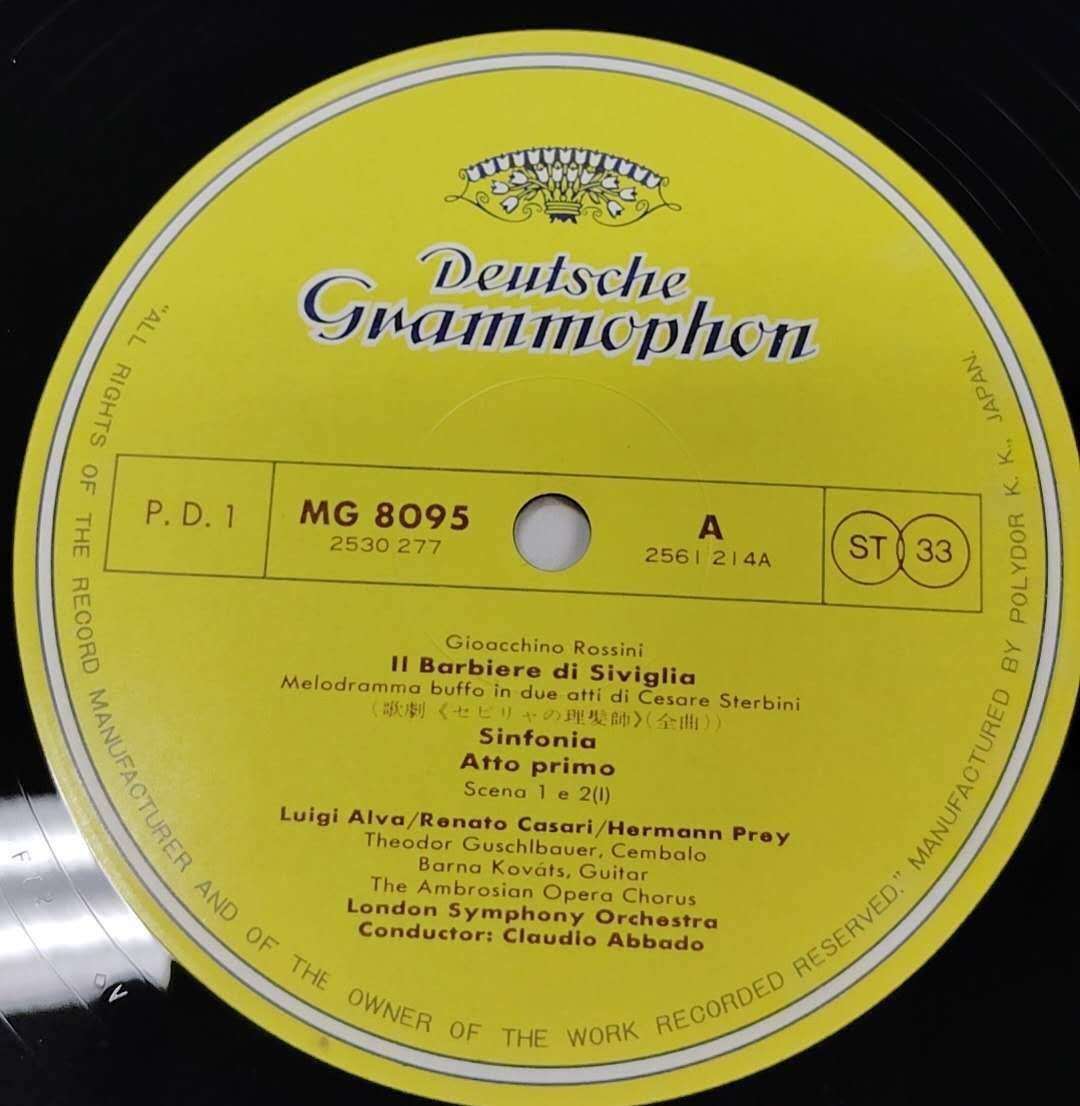 Deutsche
Grammophon
P. D. 1
MG 8095
2530 277
A
2561 214A
ST
33
Gioacchino Rossini
Il Barbiere di Siviglia
Melodramma buffo in due atti di Cesare Sterbini
(歌劇《セビリャの理髪師》(全曲))
Sinfonia
Atto primo
Scena 1 e 2(I)
Luigi Alva/Renato Casari/Hermann Prey
Theodor Guschlbauer, Cembalo
Barna Kováts, Guitar
The Ambrosian Opera Chorus
London Symphony Orchestra
Conductor: Claudio Abbado
"ALL RIGHTS OF THE RECORD MANUFACTURER AND OF THE OWNER OF THE WORK RECORDED RESERVED." MANUFACTURED BY POLYDOR K. K., JAPAN.